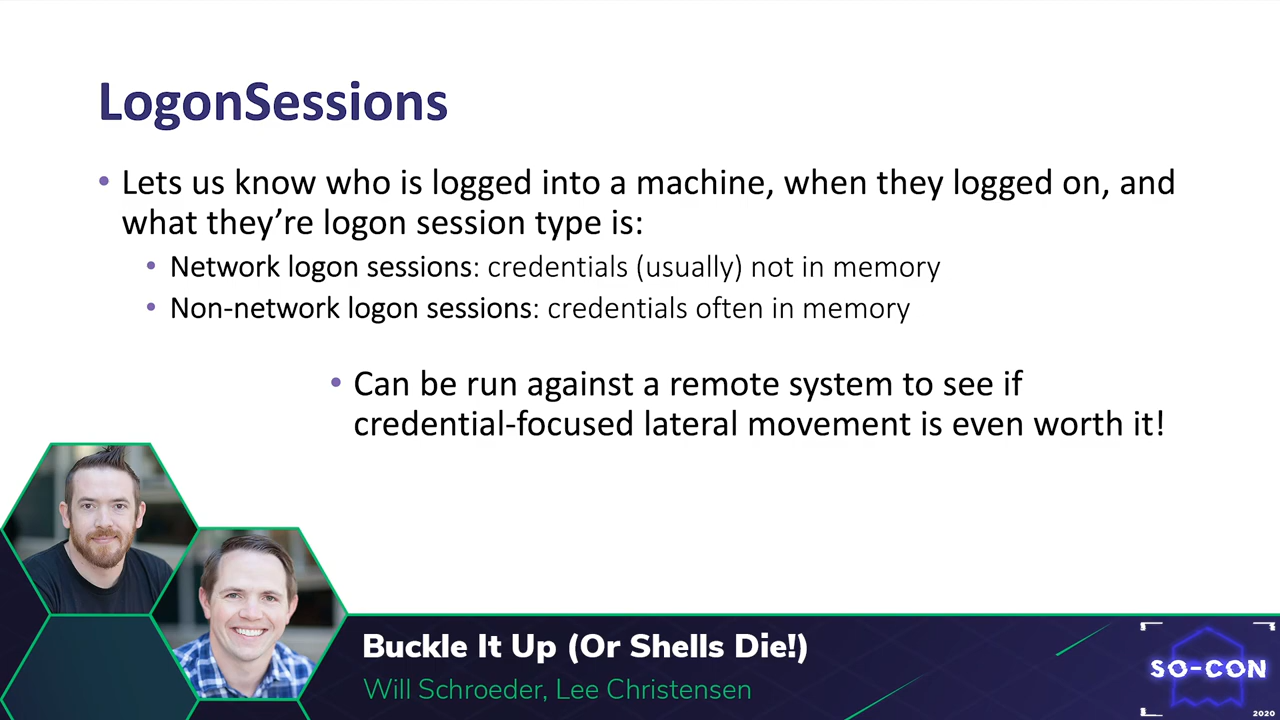 LogonSessions
• Lets us know who is logged into a machine, when they logged on, and
what they’re logon session type is:
• Network logon sessions: credentials (usually) not in memory
• Non-network logon sessions: credentials often in memory
• Can be run against a remote system to see if
credential-focused lateral movement is even worth it!
Buckle It Up (Or Shells Die!)
Will Schroeder, Lee Christensen
SO-CON
2020